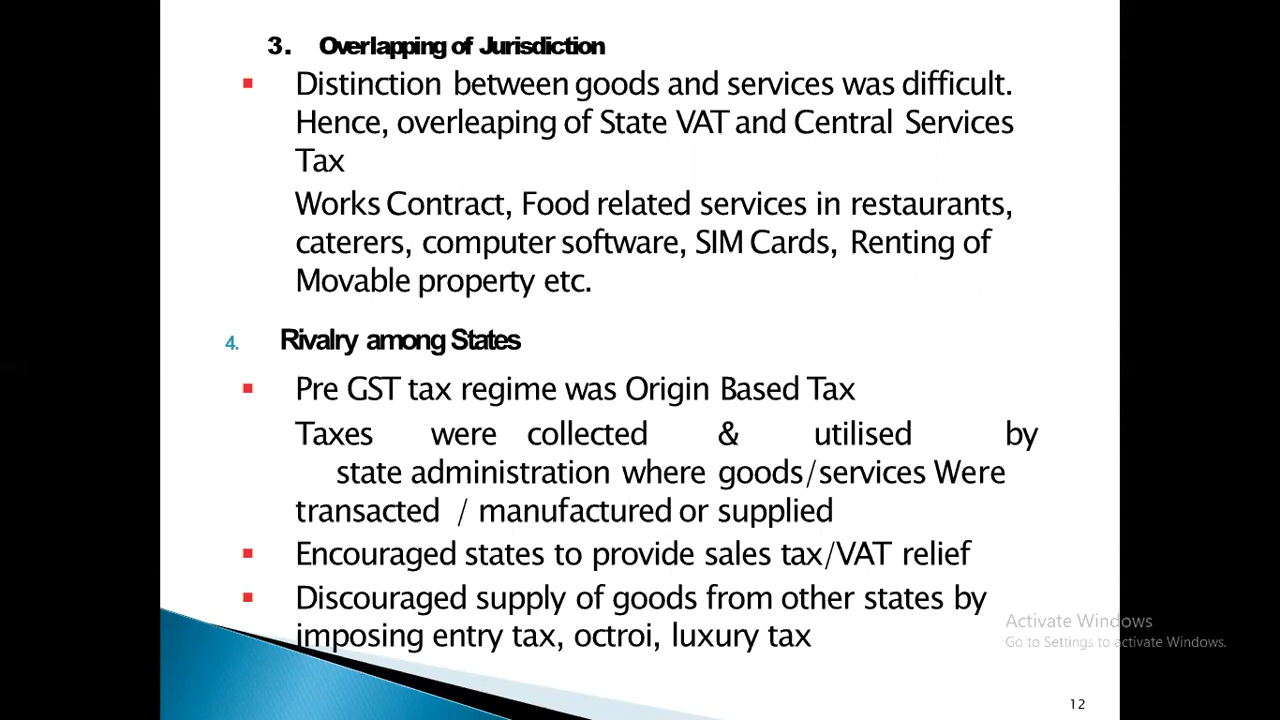 3. Overlapping of Jurisdiction
▪ Distinction between goods and services was difficult.
Hence, overleaping of State VAT and Central Services
Tax
Works Contract, Food related services in restaurants,
caterers, computer software, SIM Cards, Renting of
Movable property etc.
4. Rivalry among States
▪ Pre GST tax regime was Origin Based Tax
Taxes were collected & utilised by
state administration where goods/services Were
transacted / manufactured or supplied
▪ Encouraged states to provide sales tax/VAT relief
▪ Discouraged supply of goods from other states by
imposing entry tax, octroi, luxury tax
Activate Windows
Go to Settings to activate Windows.
12